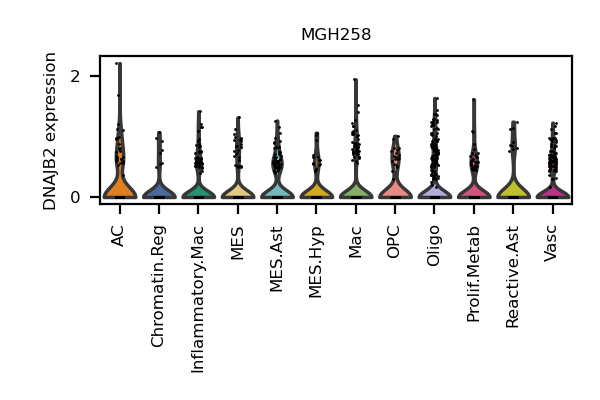 MGH258
DNAJB2 expression
2
0
AC
Chromatin.Reg
Inflammatory.Mac
MES
MES.Ast
MES.Hyp
Mac
OPC
Oligo
Prolif.Metab
Reactive.Ast
Vasc